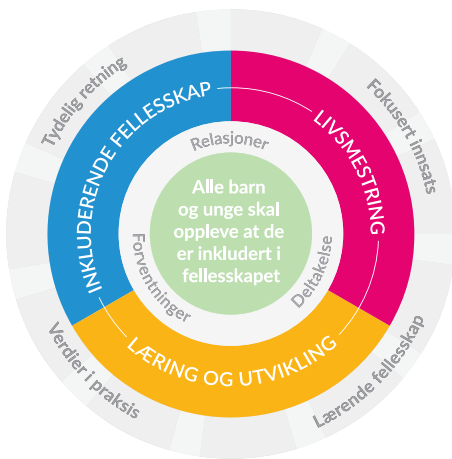 Tydelig retning
Fokusert innsats
INKLUDERENDE FELLESSKAP
LIVSMESTRING
Relasjoner
Alle barn
og unge skal
oppleve at de
er inkludert i
fellesskapet
Forventninger
Deltakelse
LÆRING OG UTVIKLING
Verdier i praksis
Lærende fellesskap